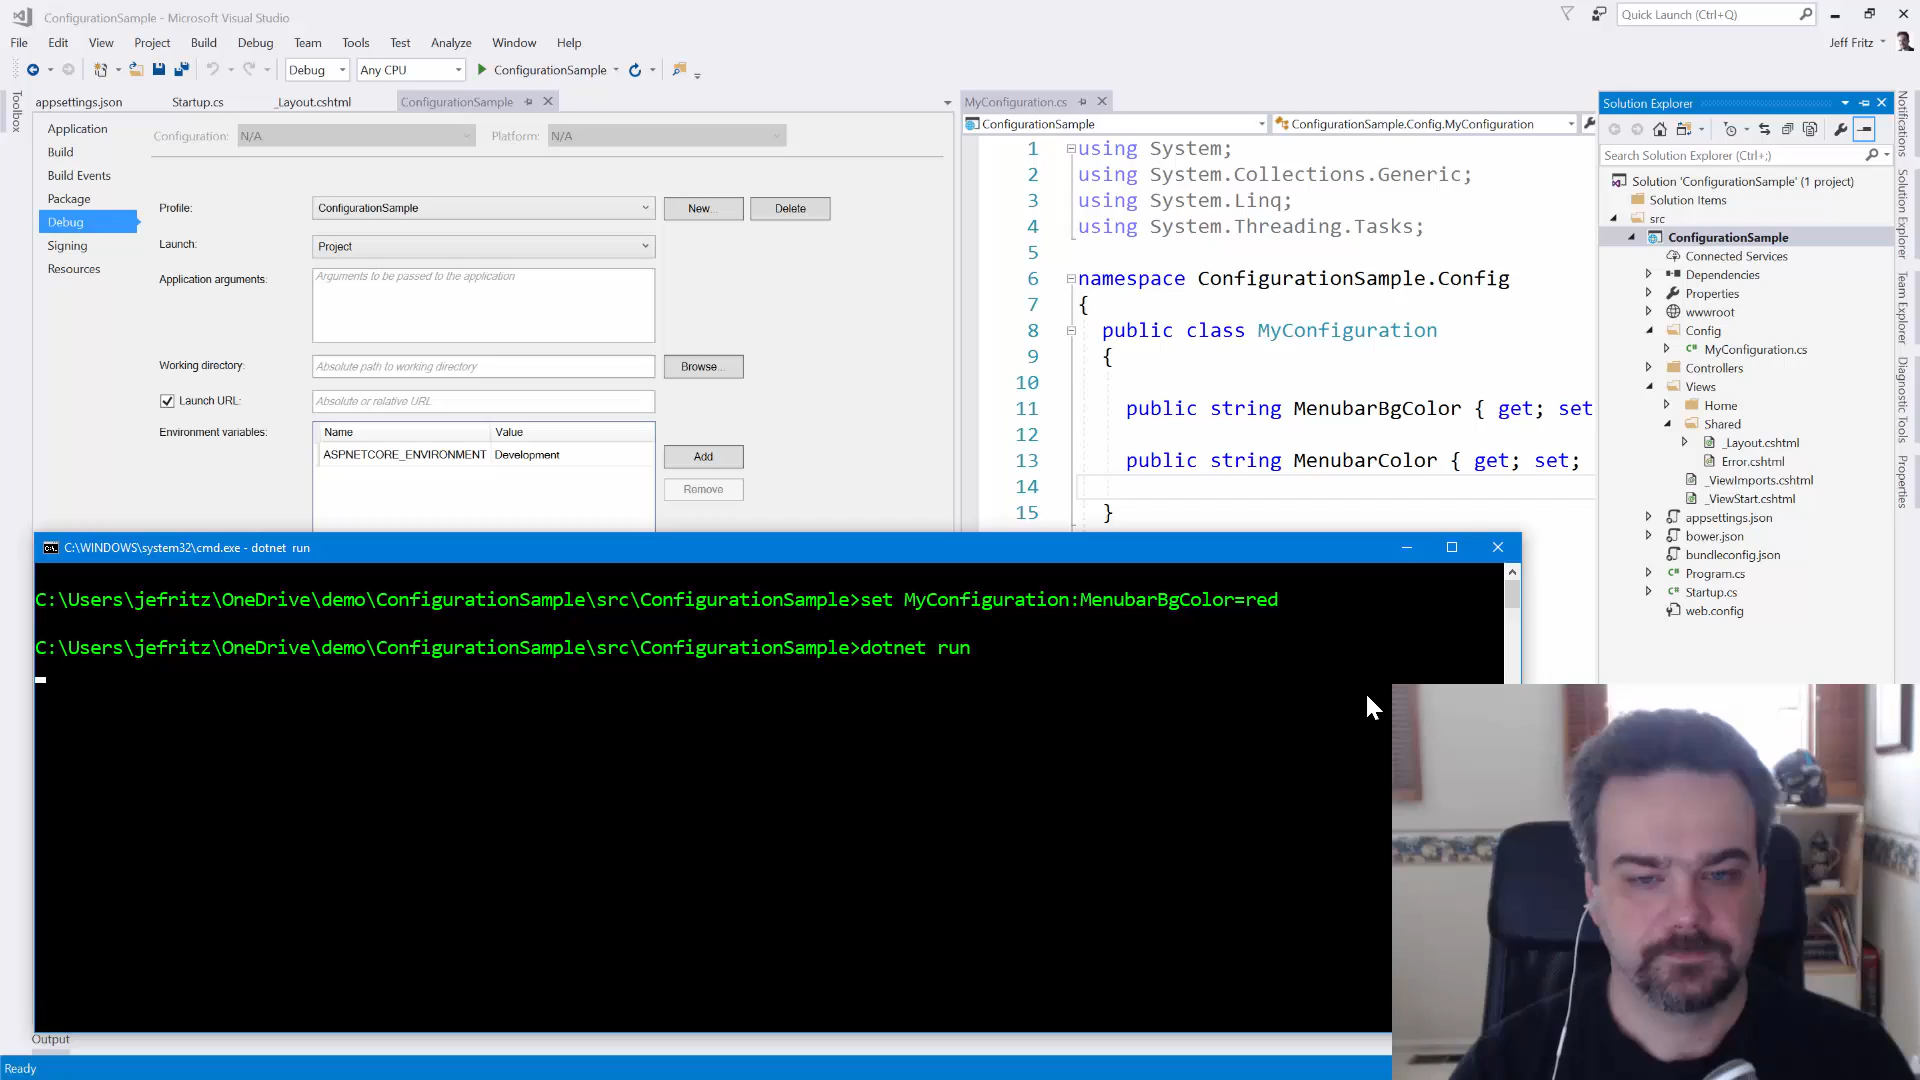 ConfigurationSample - Microsoft Visual Studio
Quick Launch (Ctrl+Q)
File Edit View Project Build Debug Team Tools Test Analyze Window Help
Jeff Fritz
Debug Any CPU ConfigurationSample
Toolbox
appsettings.json Startup.cs _Layout.cshtml ConfigurationSample
Application
Build
Build Events
Package
Debug
Signing
Resources
Configuration: N/A Platform: N/A
Profile: ConfigurationSample New... Delete
Launch: Project
Application arguments: Arguments to be passed to the application
Working directory: Absolute path to working directory Browse...
Launch URL: Absolute or relative URL
Environment variables: Name Value
ASPNETCORE_ENVIRONMENT Development
Add
Remove
MyConfiguration.cs
ConfigurationSample ConfigurationSample.Config.MyConfiguration
1 using System;
2 using System.Collections.Generic;
3 using System.Linq;
4 using System.Threading.Tasks;
5
6 namespace ConfigurationSample.Config
7 {
8 public class MyConfiguration
9 {
10
11 public string MenubarBgColor { get; set
12
13 public string MenubarColor { get; set;
14
15 }
Solution Explorer
Search Solution Explorer (Ctrl+;)
Solution 'ConfigurationSample' (1 project)
Solution Items
src
ConfigurationSample
Connected Services
Dependencies
Properties
wwwroot
Config
MyConfiguration.cs
Controllers
Views
Home
Shared
_Layout.cshtml
Error.cshtml
_ViewImports.cshtml
_ViewStart.cshtml
appsettings.json
bower.json
bundleconfig.json
Program.cs
Startup.cs
web.config
Notifications
Solution Explorer
Team Explorer
Diagnostic Tools
Properties
C:\WINDOWS\system32\cmd.exe - dotnet run
C:\Users\jefritz\OneDrive\demo\ConfigurationSample\src\ConfigurationSample>set MyConfiguration:MenubarBgColor=red
C:\Users\jefritz\OneDrive\demo\ConfigurationSample\src\ConfigurationSample>dotnet run
Output
Ready